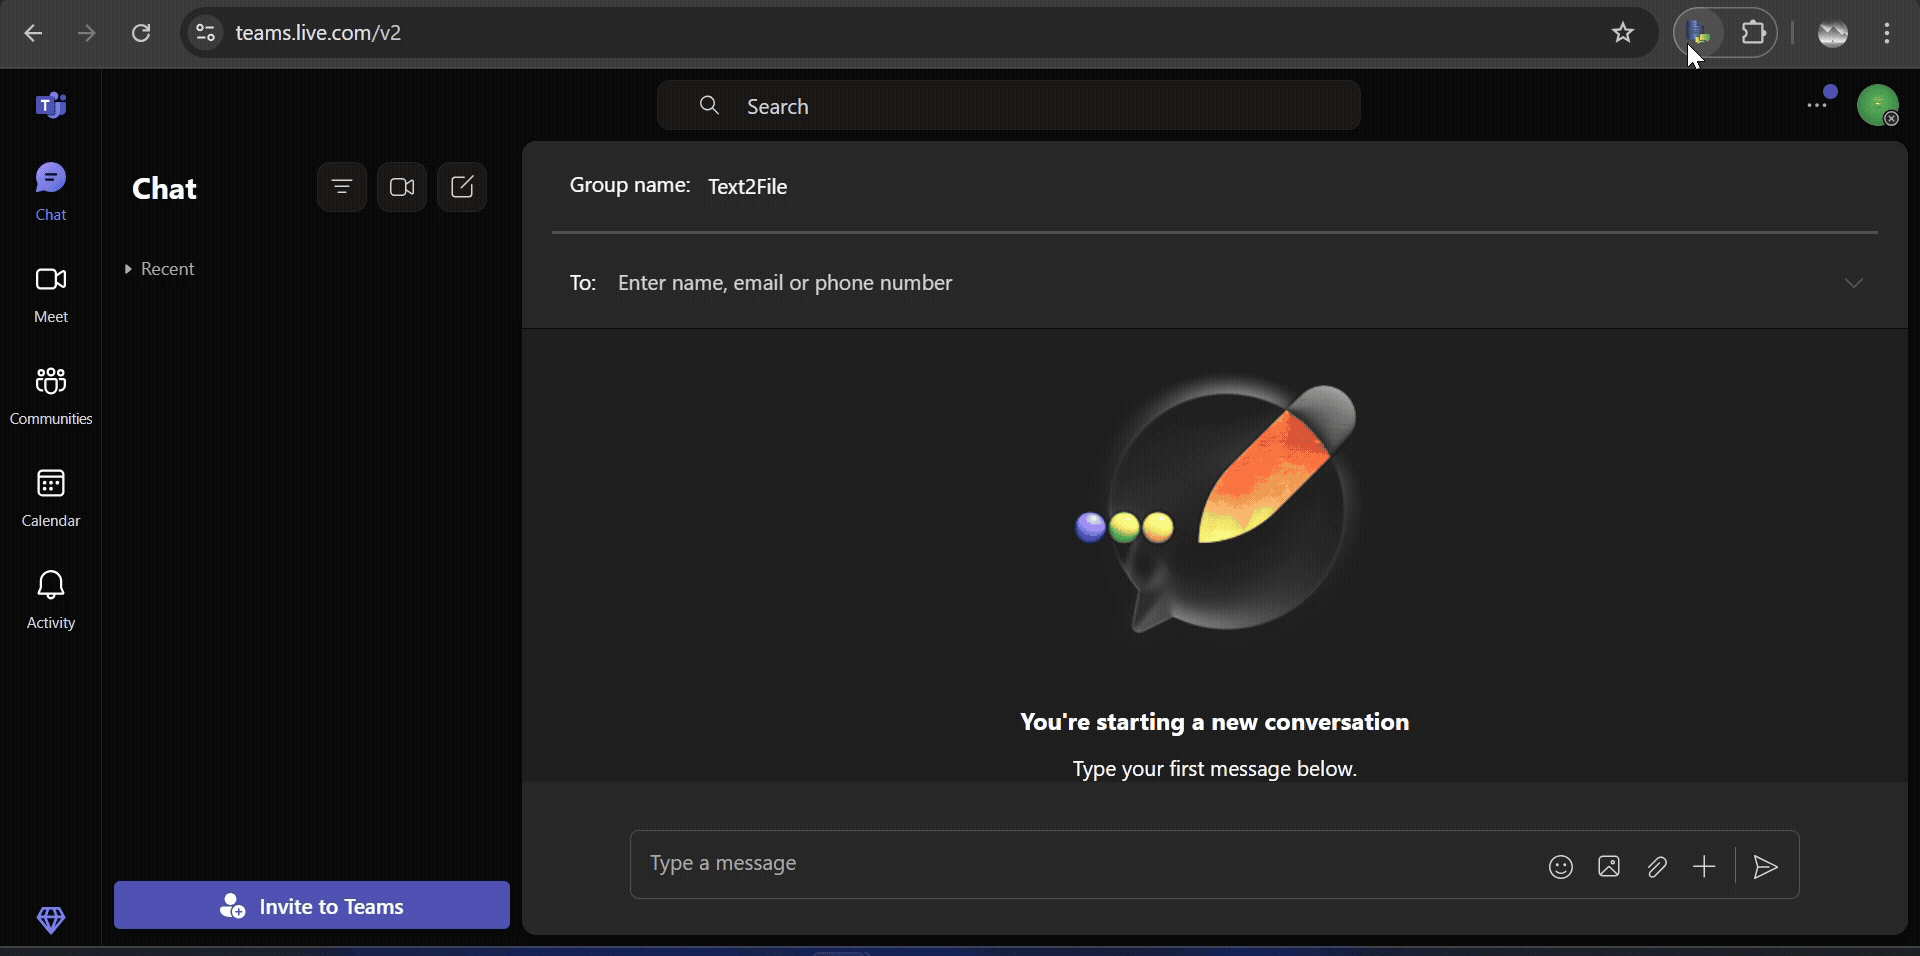 teams.live.com/v2
T
Search
Chat
Meet
Communities
Calendar
Activity
Chat
Recent
Invite to Teams
Group name: Text2File
To: Enter name, email or phone number
You're starting a new conversation
Type your first message below.
Type a message